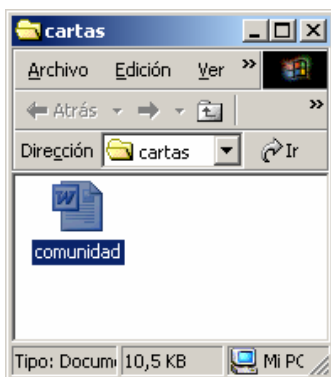 cartas
Archivo Edición Ver »
Atrás »
Dirección cartas Ir
comunidad
Tipo: Docum 10,5 KB Mi PC